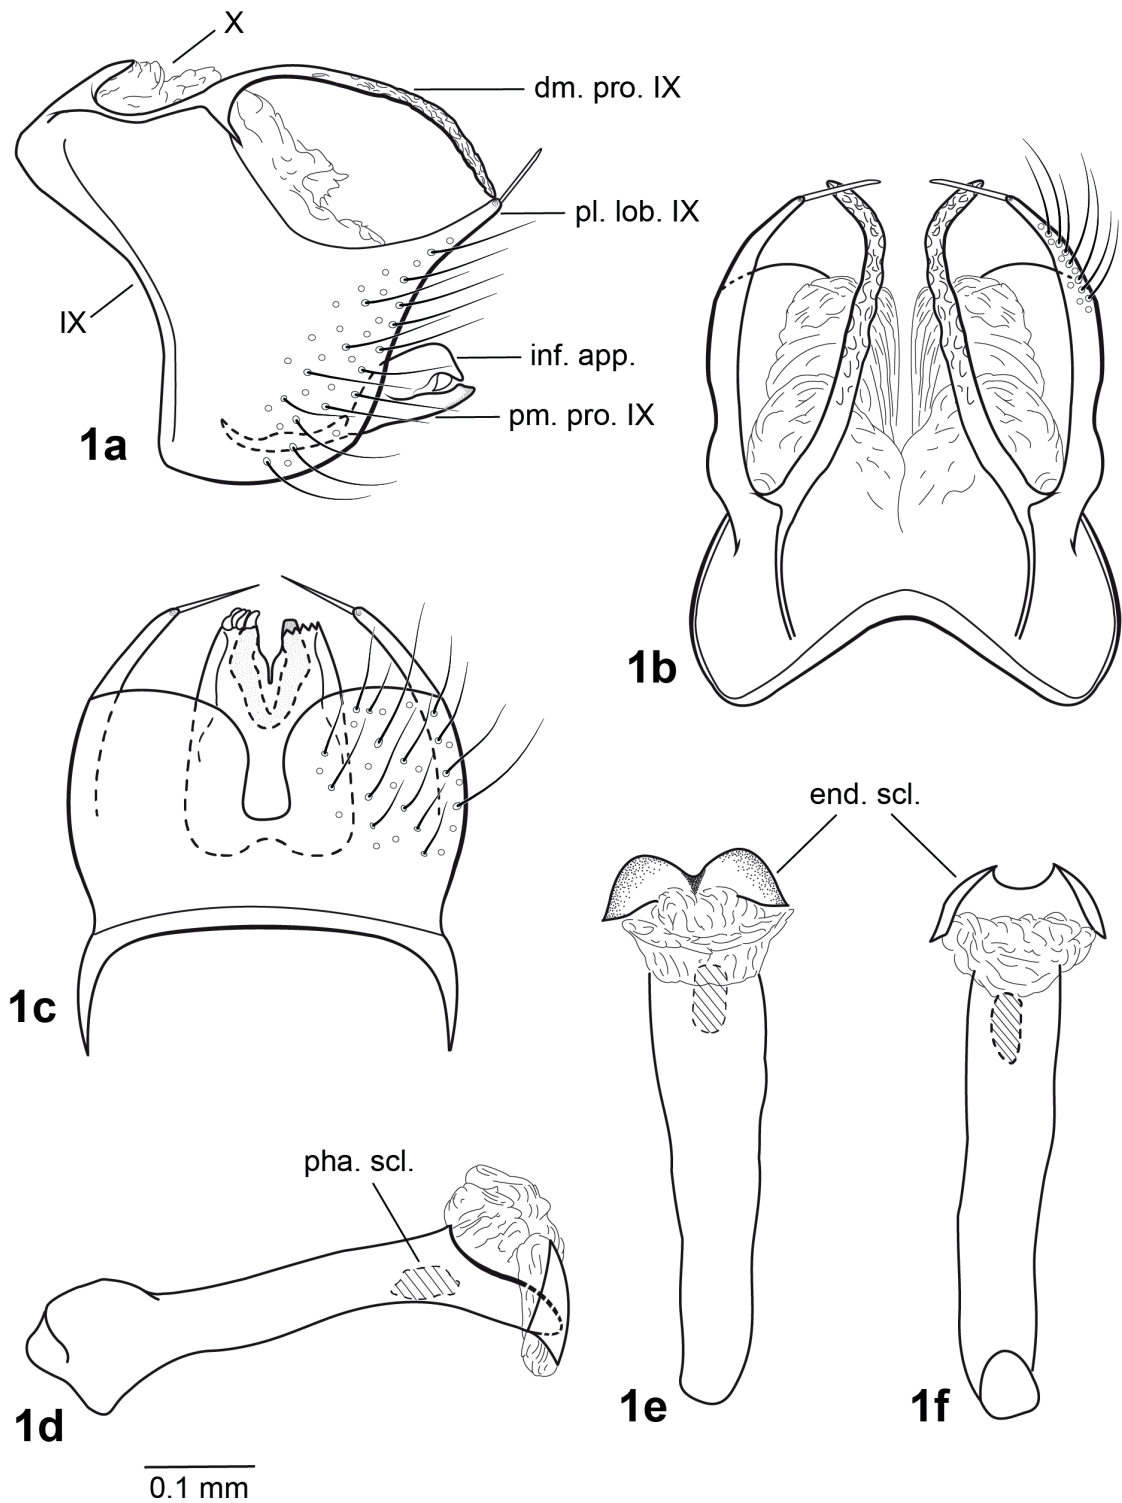 X
dm. pro. IX
pl. lob. IX
IX
inf. app.
pm. pro. IX
1a
1b
end. scl.
1c
pha. scl.
1d
1e
1f
0.1 mm